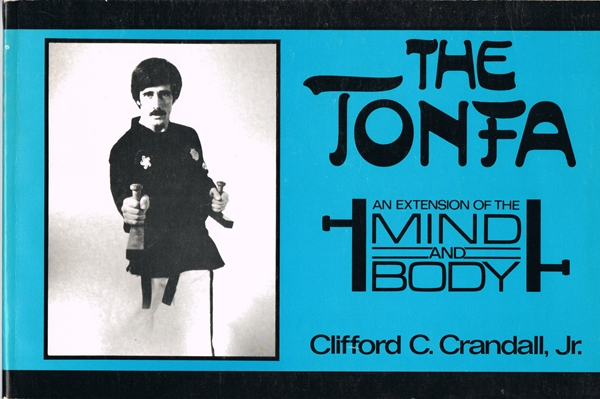 THE
TONFA
AN EXTENSION OF THE
MIND
AND
BODY
Clifford C. Crandall, Jr.